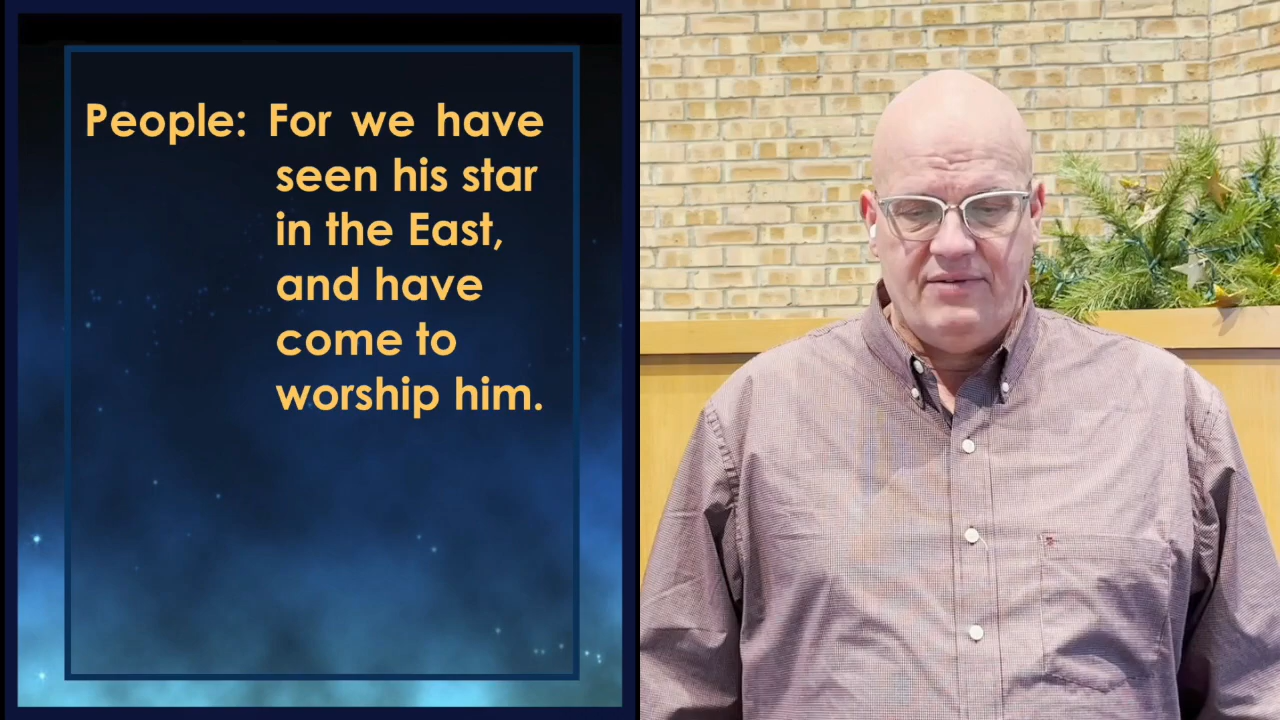 People: For we have
seen his star
in the East,
and have
come to
worship him.